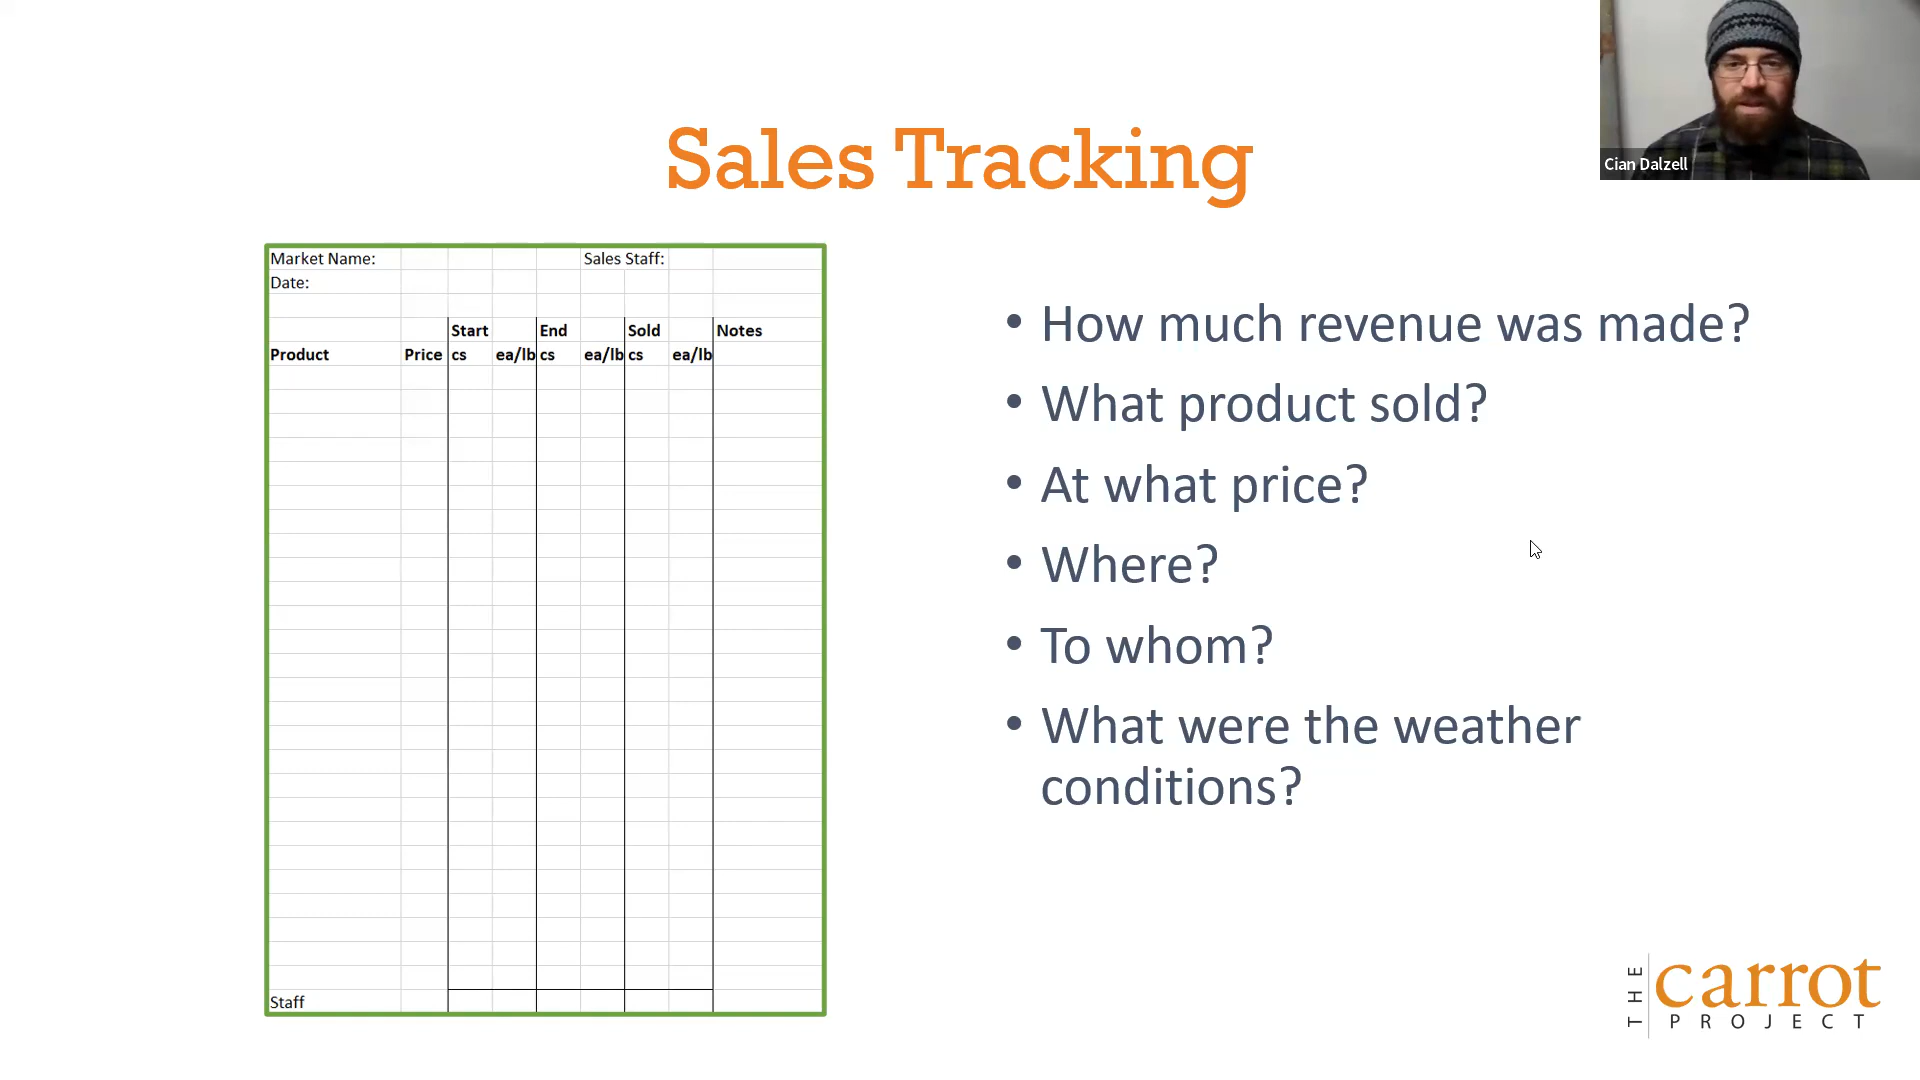 Cian Dalzell
Sales Tracking
Market Name: Sales Staff:
Date:
Start End Sold Notes
Product Price cs ea/lb cs ea/lb cs ea/lb
Staff
• How much revenue was made?
• What product sold?
• At what price?
• Where?
• To whom?
• What were the weather
conditions?
THE
carrot
PROJECT